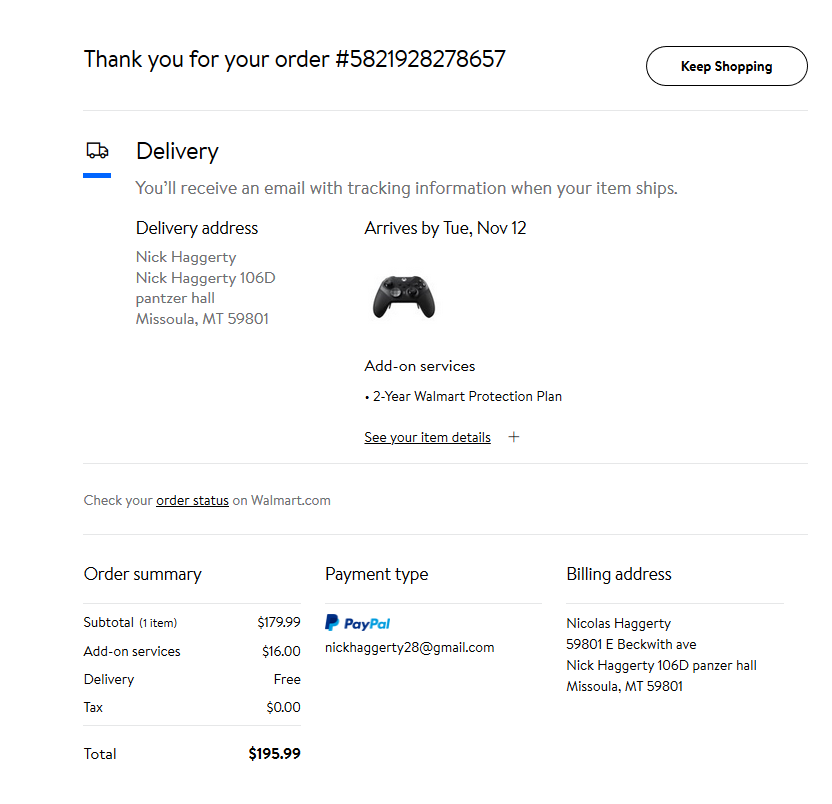 Thank you for your order #5821928278657
Keep Shopping
Delivery
You'll receive an email with tracking information when your item ships.
Delivery address
Nick Haggerty
Nick Haggerty 106D
pantzer hall
Missoula, MT 59801
Arrives by Tue, Nov 12
Add-on services
• 2-Year Walmart Protection Plan
See your item details +
Check your order status on Walmart.com
Order summary
Subtotal (1 item) $179.99
Add-on services $16.00
Delivery Free
Tax $0.00
Total $195.99
Payment type
PayPal
nickhaggerty28@gmail.com
Billing address
Nicolas Haggerty
59801 E Beckwith ave
Nick Haggerty 106D panzer hall
Missoula, MT 59801